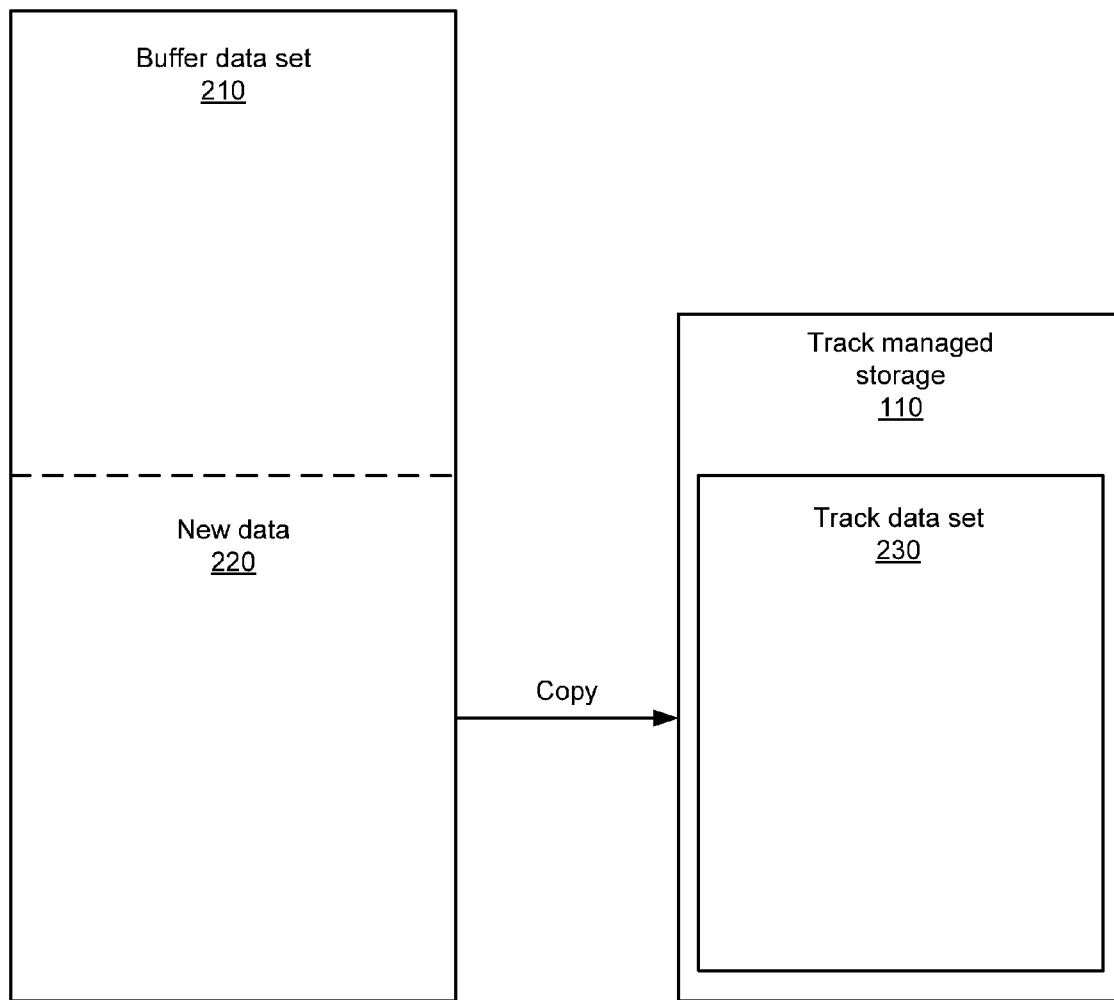 Buffer data set
210
New data
220
Copy
Track managed
storage
110
Track data set
230